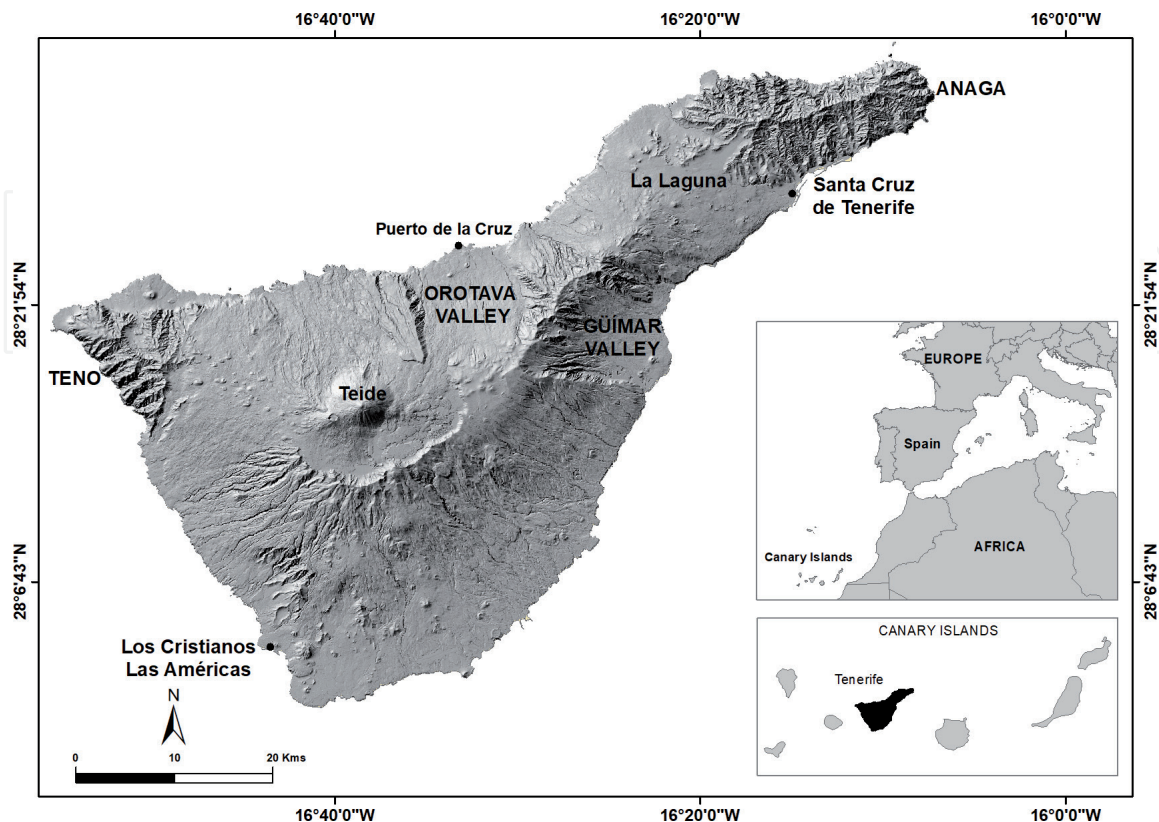 16°40'0"W
16°20'0"W
16°0'0"W
ANAGA
La Laguna
Santa Cruz
de Tenerife
Puerto de la Cruz
28°21'54"N
28°21'54"N
OROTAVA
VALLEY
GÜÍMAR
VALLEY
TENO
Teide
EUROPE
Spain
AFRICA
Canary Islands
28°6'43"N
28°6'43"N
Los Cristianos
Las Américas
N
0 10 20 Kms
CANARY ISLANDS
Tenerife
16°40'0"W
16°20'0"W
16°0'0"W